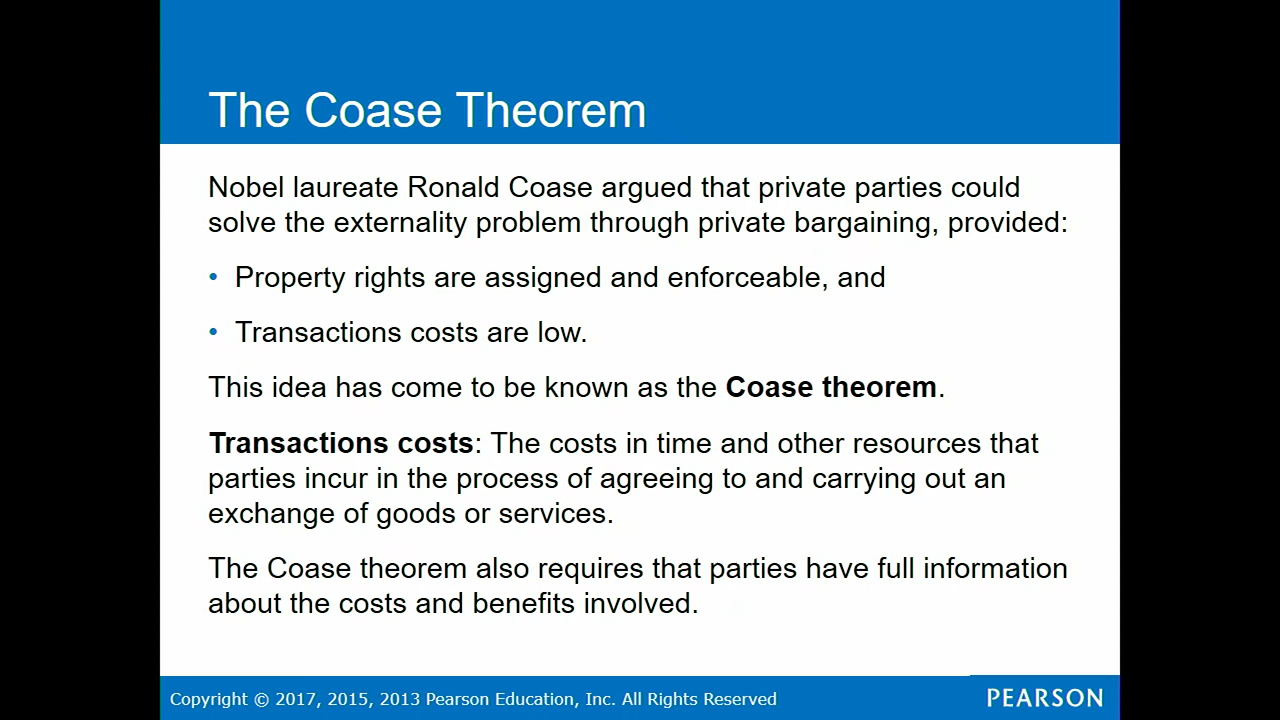 The Coase Theorem
Nobel laureate Ronald Coase argued that private parties could
solve the externality problem through private bargaining, provided:
• Property rights are assigned and enforceable, and
• Transactions costs are low.
This idea has come to be known as the Coase theorem.
Transactions costs: The costs in time and other resources that
parties incur in the process of agreeing to and carrying out an
exchange of goods or services.
The Coase theorem also requires that parties have full information
about the costs and benefits involved.
Copyright © 2017, 2015, 2013 Pearson Education, Inc. All Rights Reserved
PEARSON